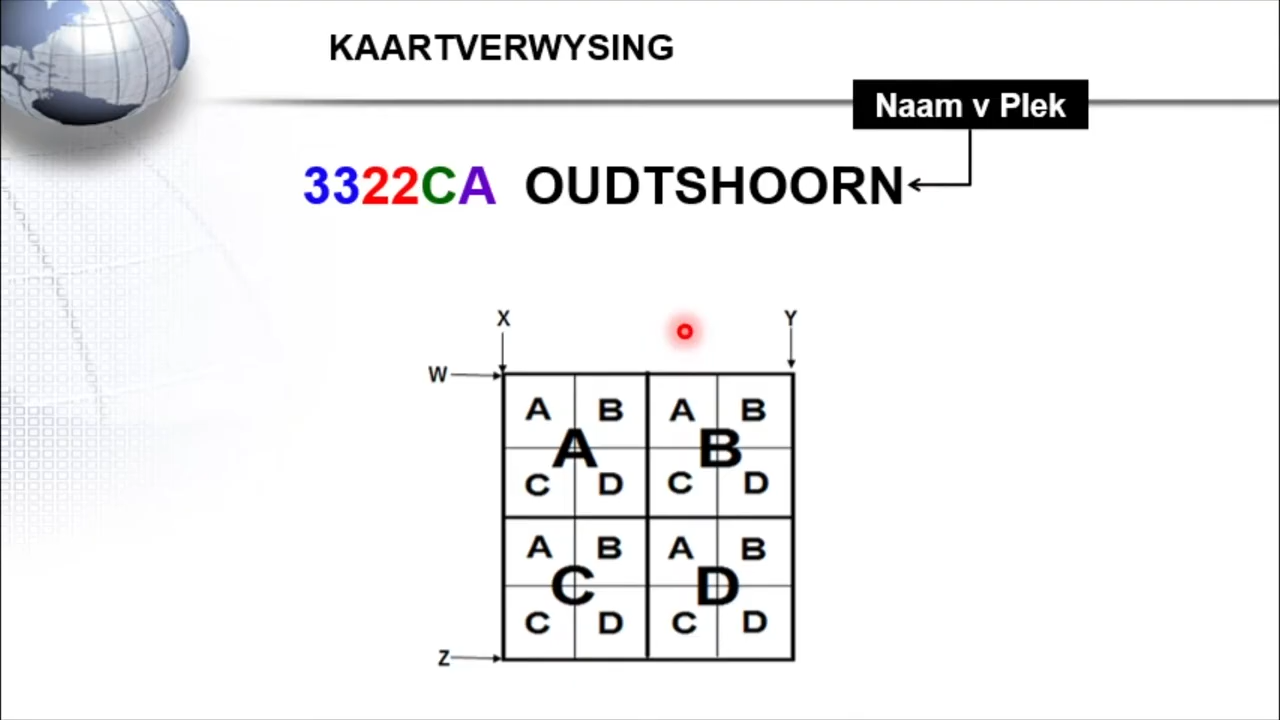 KAARTVERWYSING
Naam v Plek
3322CA OUDTSHOORN
X Y
W
A B A B
A B
C D C D
A B A B
C D
C D C D
Z